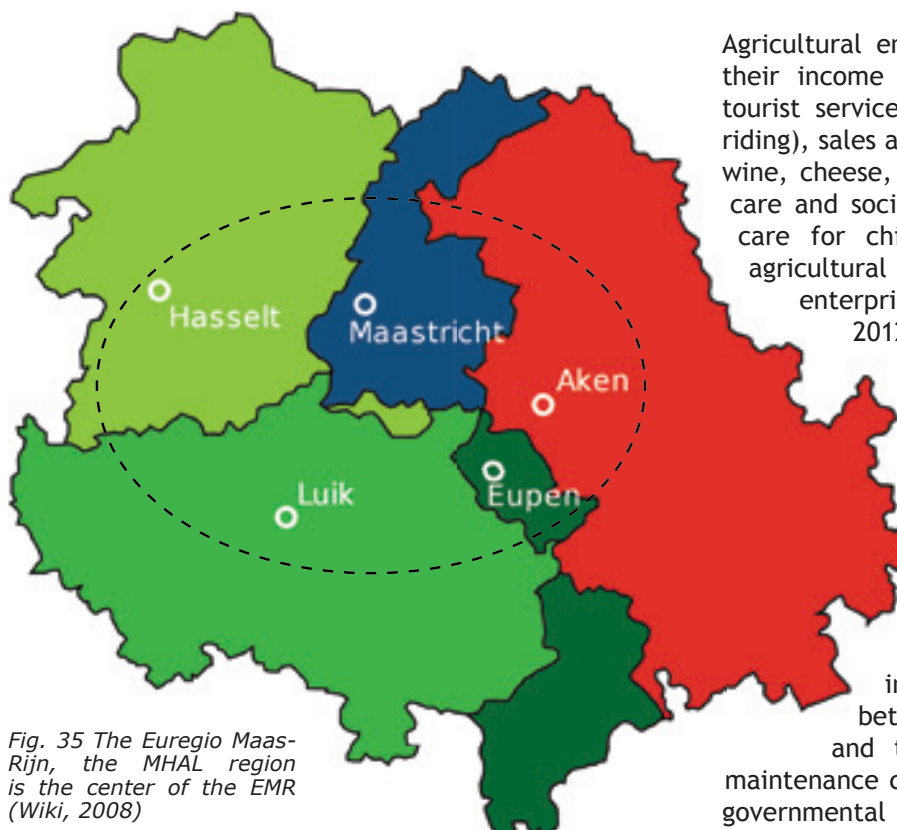 Agricultural en
their income
tourist service
riding), sales a
wine, cheese,
care and soci
care for chi
agricultural
enterpri
201
Hasselt
Maastricht
Aken
Luik
Eupen
in
bet
and t
maintenance o
governmental
Fig. 35 The Euregio Maas-
Rijn, the MHAL region
is the center of the EMR
(Wiki, 2008)